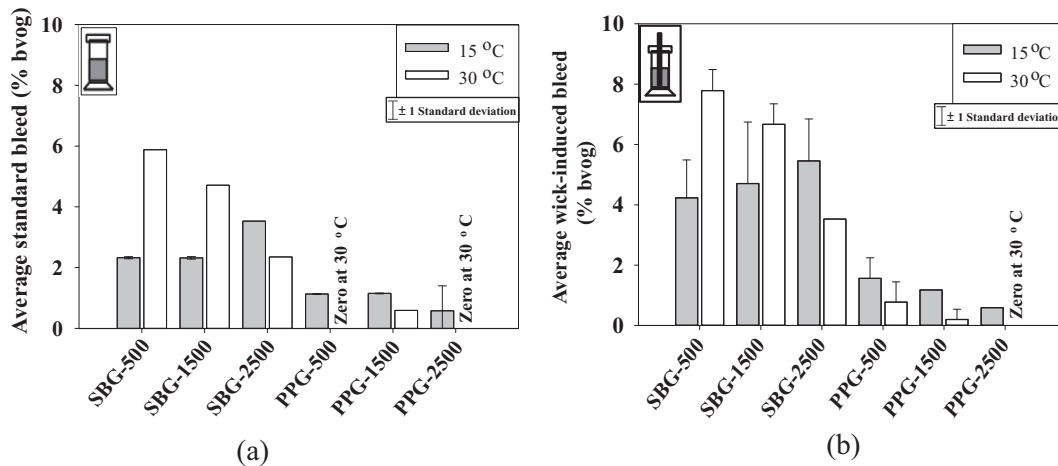 Average standard bleed (% bvog)
10
8
6
4
2
0
15 °C
30 °C
± 1 Standard deviation
Zero at 30 °C
Zero at 30 °C
SBG-500
SBG-1500
SBG-2500
PPG-500
PPG-1500
PPG-2500
(a)
Average wick-induced bleed
(% bvog)
10
8
6
4
2
0
15 °C
30 °C
± 1 Standard deviation
Zero at 30 °C
SBG-500
SBG-1500
SBG-2500
PPG-500
PPG-1500
PPG-2500
(b)